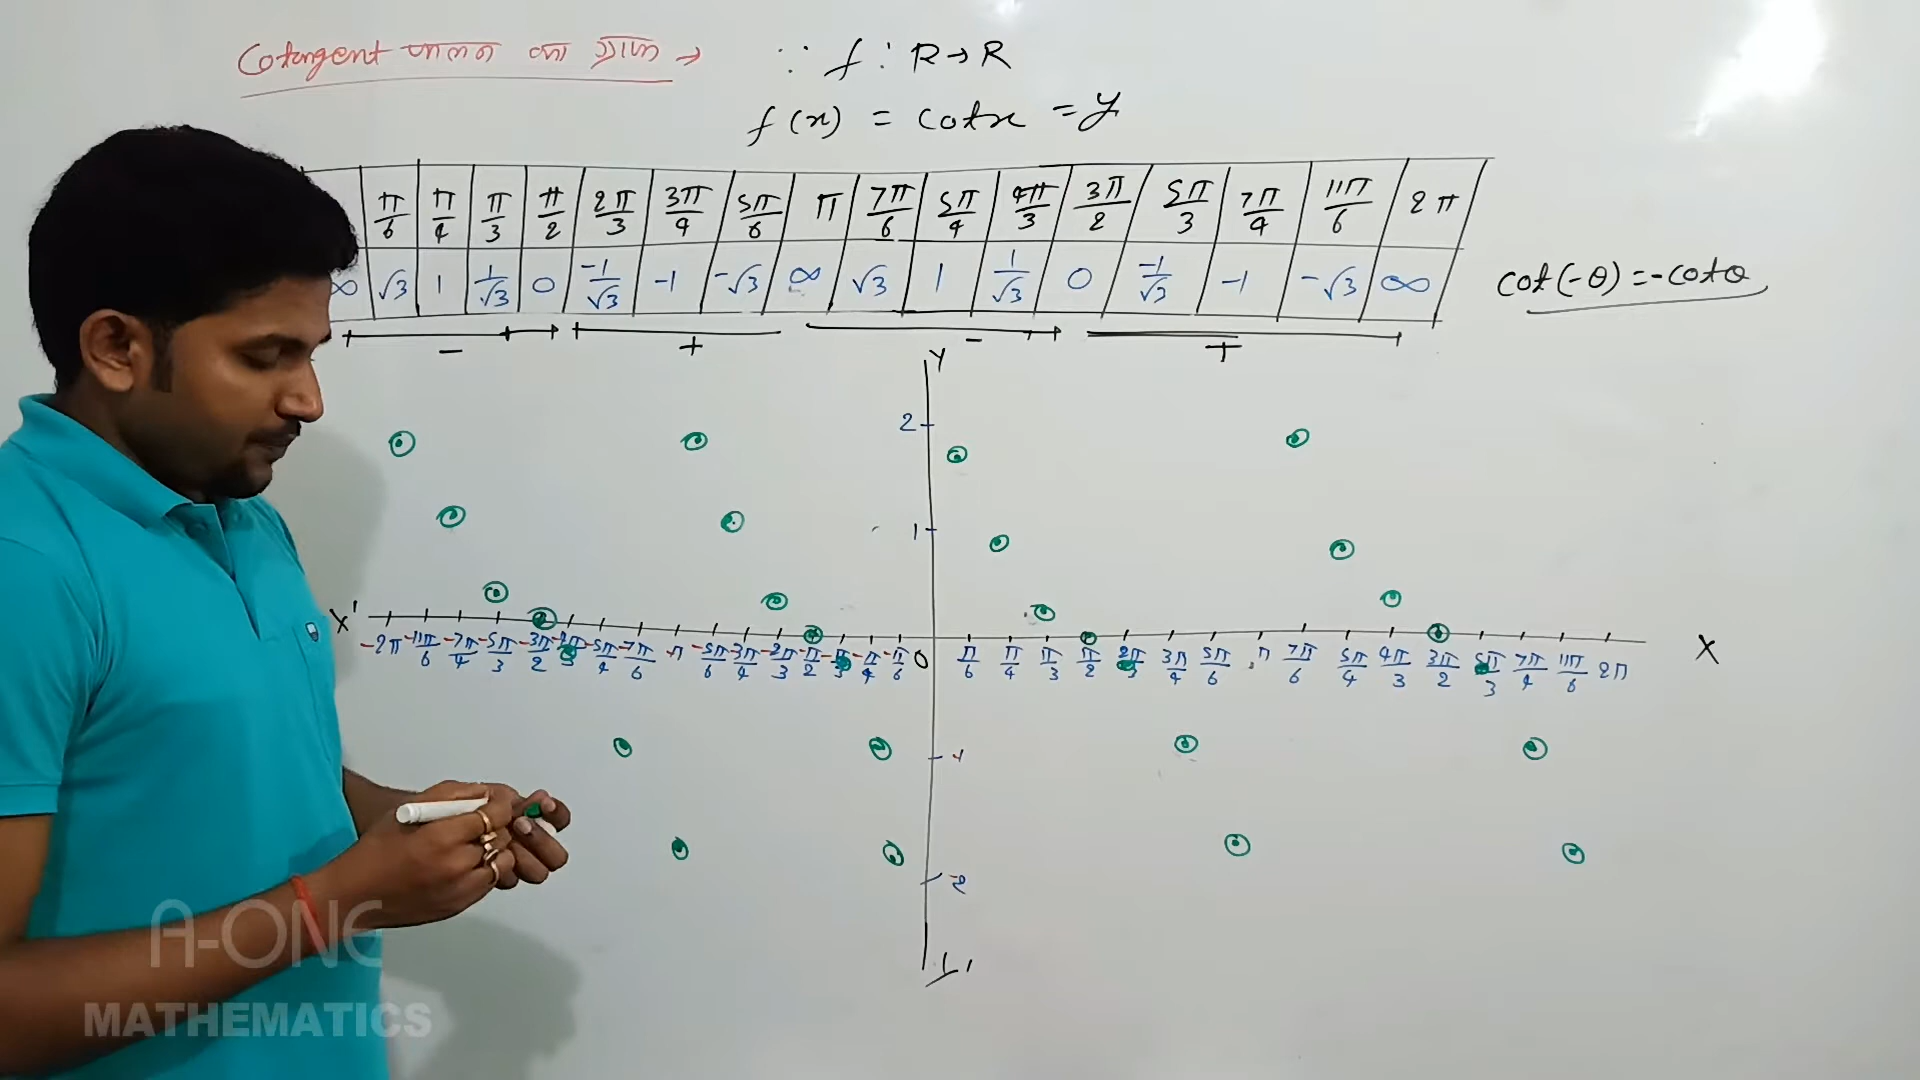 Cotangent फलन का ग्राफ → ∵ f : R→R
f(x) = cotx = y
π/6 π/4 π/3 π/2 2π/3 3π/4 5π/6 π 7π/6 5π/4 4π/3 3π/2 5π/3 7π/4 11π/6 2π
∞ √3 1 1/√3 0 -1/√3 -1 -√3 ∞ √3 1 1/√3 0 -1/√3 -1 -√3 ∞
cot(-θ) = -cotθ
- + - +
Y
2
1
X' -2π -11π/6 -7π/4 -5π/3 -3π/2 -4π/3 -5π/4 -7π/6 -π -5π/6 -3π/4 -2π/3 -π/2 -π/3 -π/4 -π/6 0 π/6 π/4 π/3 π/2 2π/3 3π/4 5π/6 π 7π/6 5π/4 4π/3 3π/2 5π/3 7π/4 11π/6 2π X
-1
-2
A-ONE
MATHEMATICS